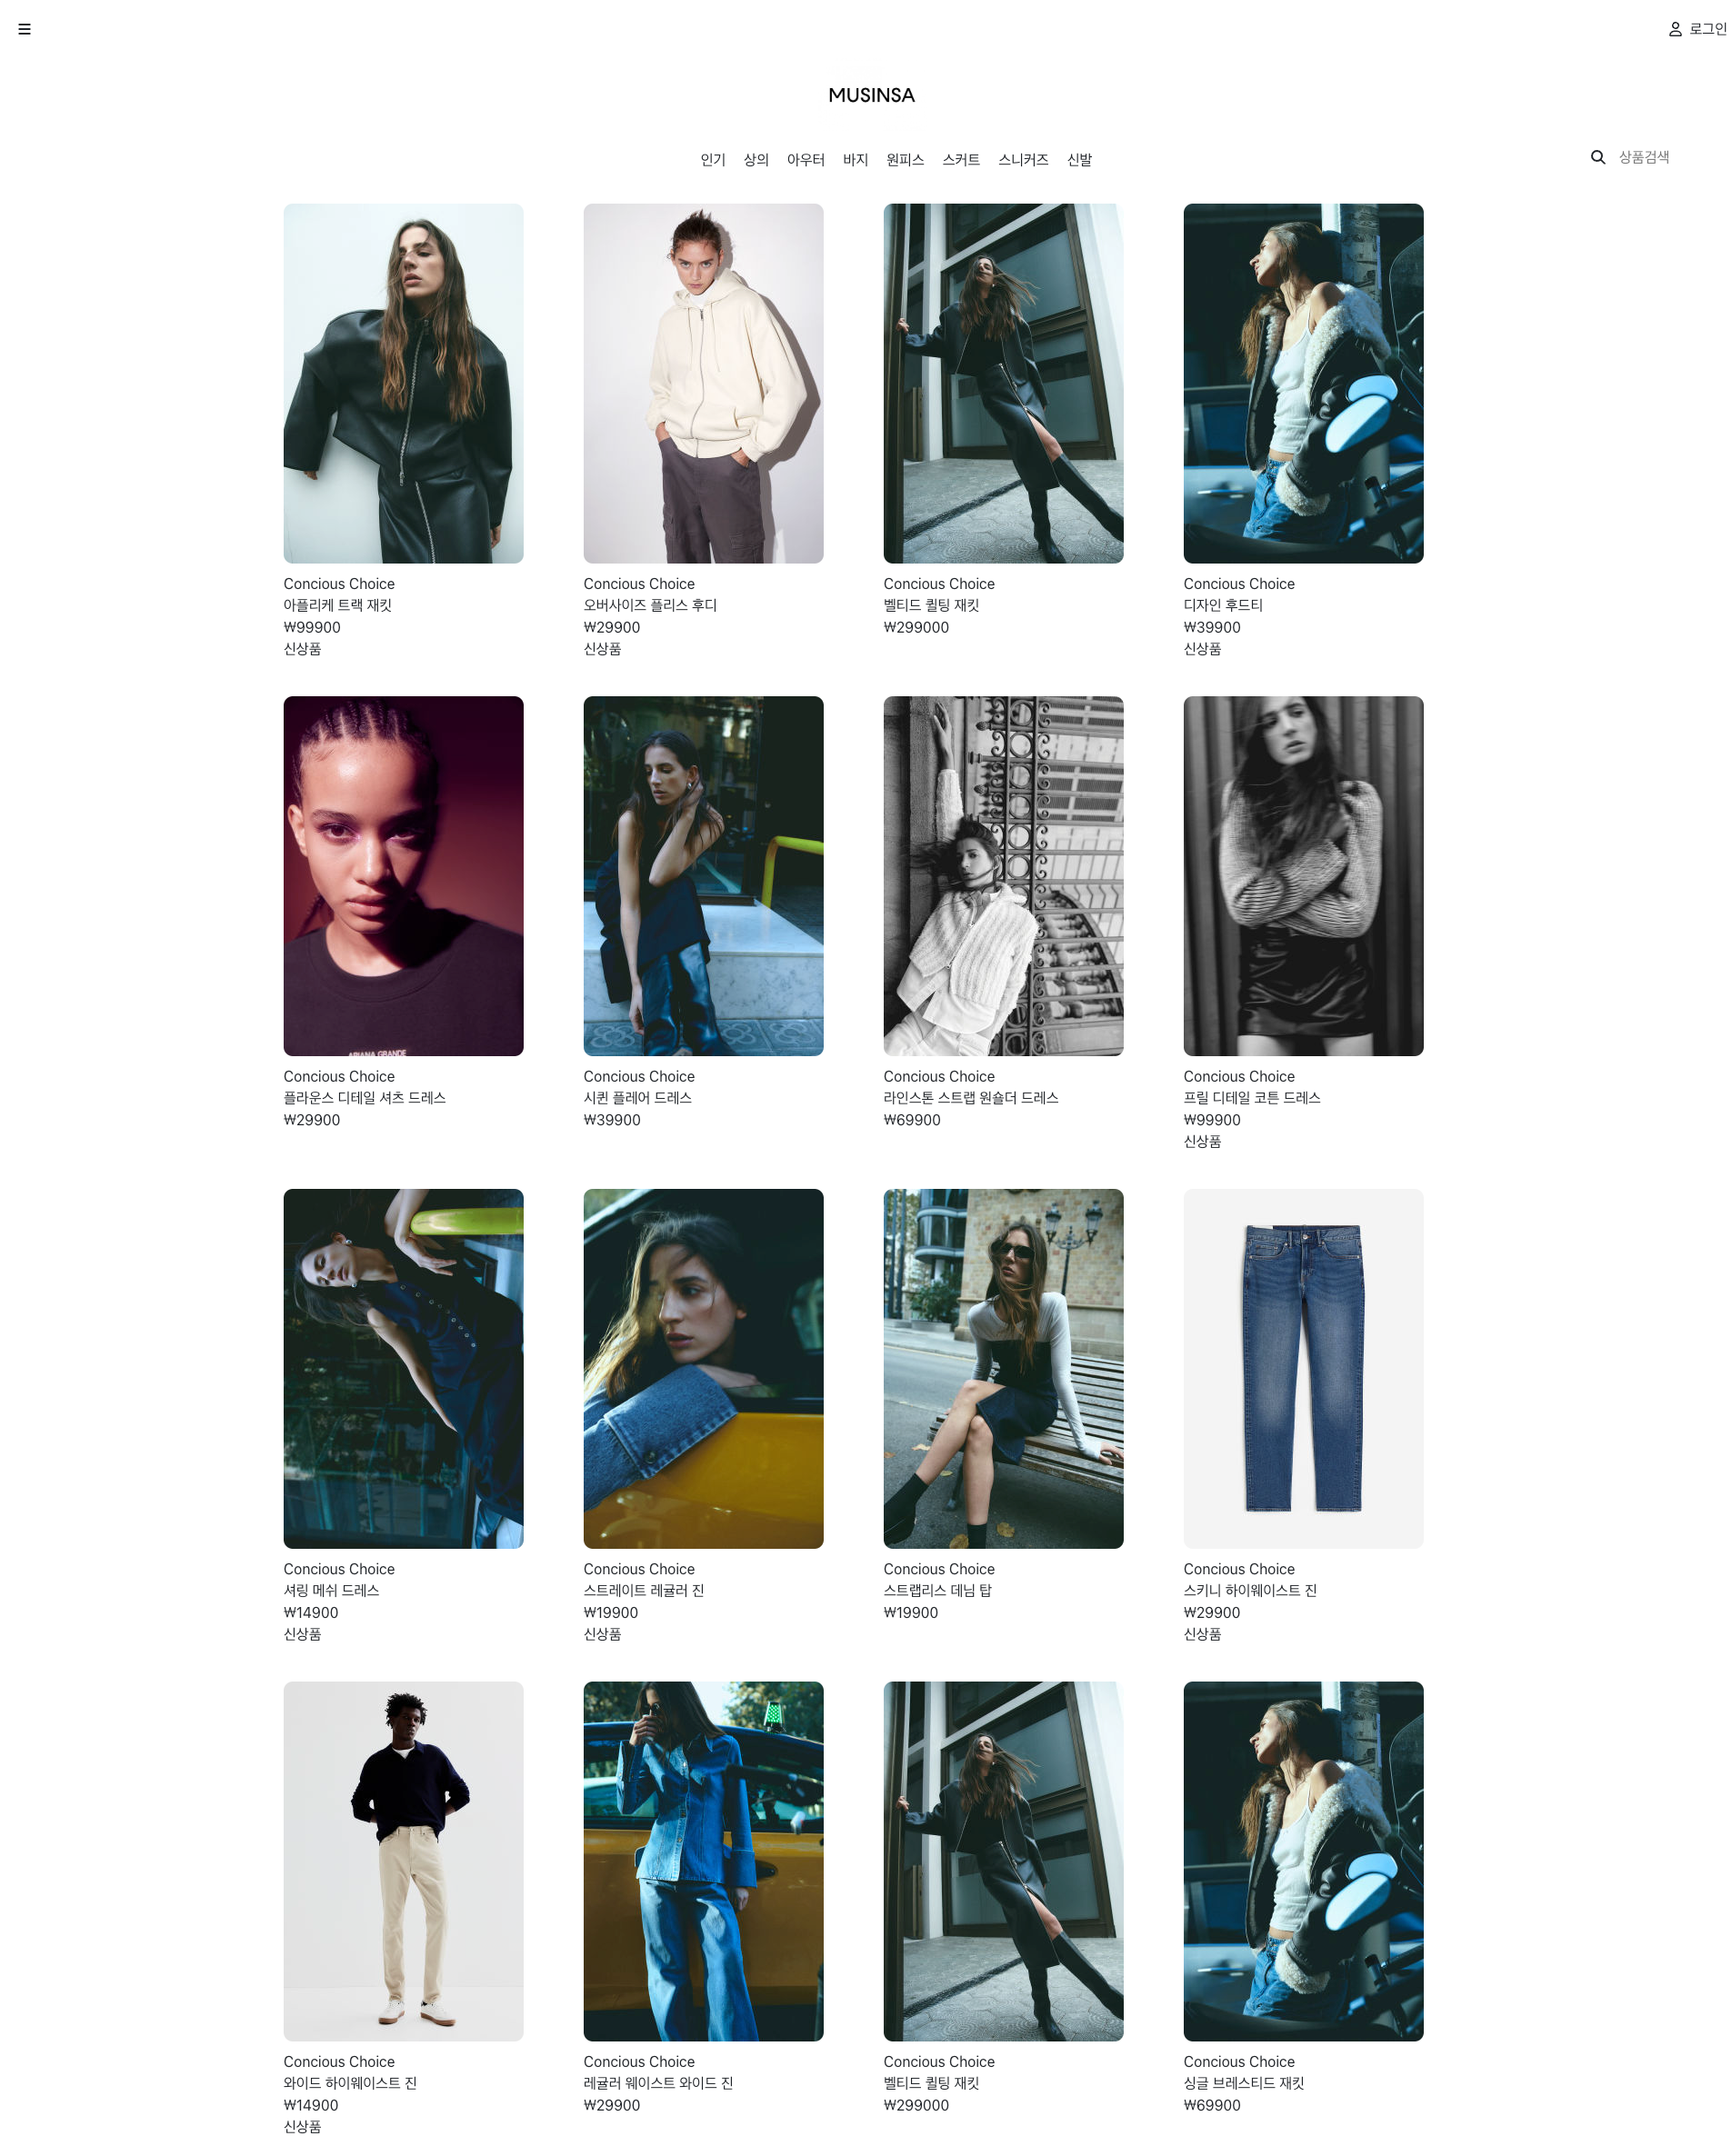 로그인
MUSINSA
인기 상의 아우터 바지 원피스 스커트 스니커즈 신발
상품검색
Concious Choice
아플리케 트랙 재킷
₩99900
신상품
Concious Choice
오버사이즈 플리스 후디
₩29900
신상품
Concious Choice
벨티드 퀼팅 재킷
₩299000
Concious Choice
디자인 후드티
₩39900
신상품
ARIANA GRANDE
Concious Choice
플라운스 디테일 셔츠 드레스
₩29900
Concious Choice
시퀸 플레어 드레스
₩39900
Concious Choice
라인스톤 스트랩 원숄더 드레스
₩69900
Concious Choice
프릴 디테일 코튼 드레스
₩99900
신상품
Concious Choice
셔링 메쉬 드레스
₩14900
신상품
Concious Choice
스트레이트 레귤러 진
₩19900
신상품
Concious Choice
스트랩리스 데님 탑
₩19900
Concious Choice
스키니 하이웨이스트 진
₩29900
신상품
Concious Choice
와이드 하이웨이스트 진
₩14900
신상품
Concious Choice
레귤러 웨이스트 와이드 진
₩29900
Concious Choice
벨티드 퀼팅 재킷
₩299000
Concious Choice
싱글 브레스티드 재킷
₩69900